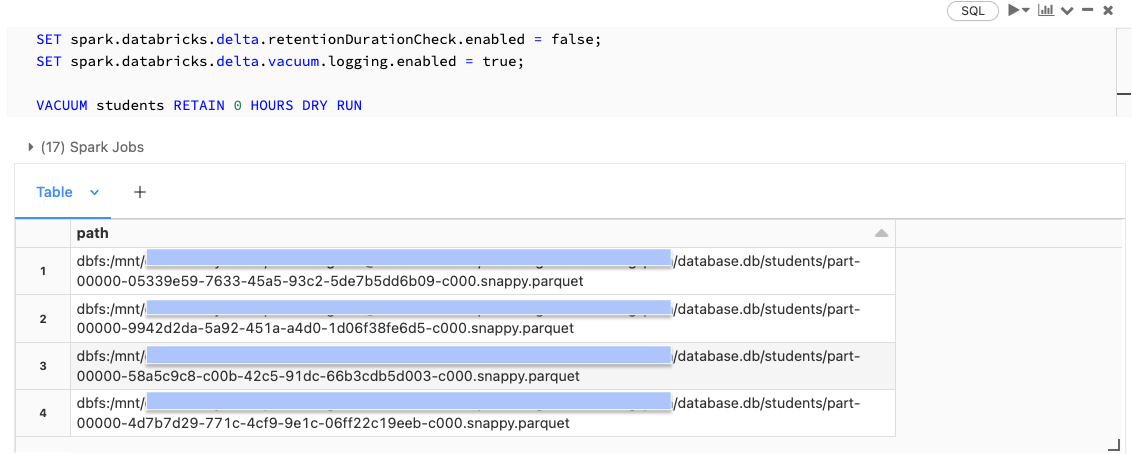 SQL
SET spark.databricks.delta.retentionDurationCheck.enabled = false;
SET spark.databricks.delta.vacuum.logging.enabled = true;
VACUUM students RETAIN 0 HOURS DRY RUN
(17) Spark Jobs
Table +
path
1 dbfs:/mnt/ /database.db/students/part-
00000-05339e59-7633-45a5-93c2-5de7b5dd6b09-c000.snappy.parquet
2 dbfs:/mnt/ /database.db/students/part-
00000-9942d2da-5a92-451a-a4d0-1d06f38fe6d5-c000.snappy.parquet
3 dbfs:/mnt/ /database.db/students/part-
00000-58a5c9c8-c00b-42c5-91dc-66b3cdb5d003-c000.snappy.parquet
4 dbfs:/mnt/ /database.db/students/part-
00000-4d7b7d29-771c-4cf9-9e1c-06ff22c19eeb-c000.snappy.parquet